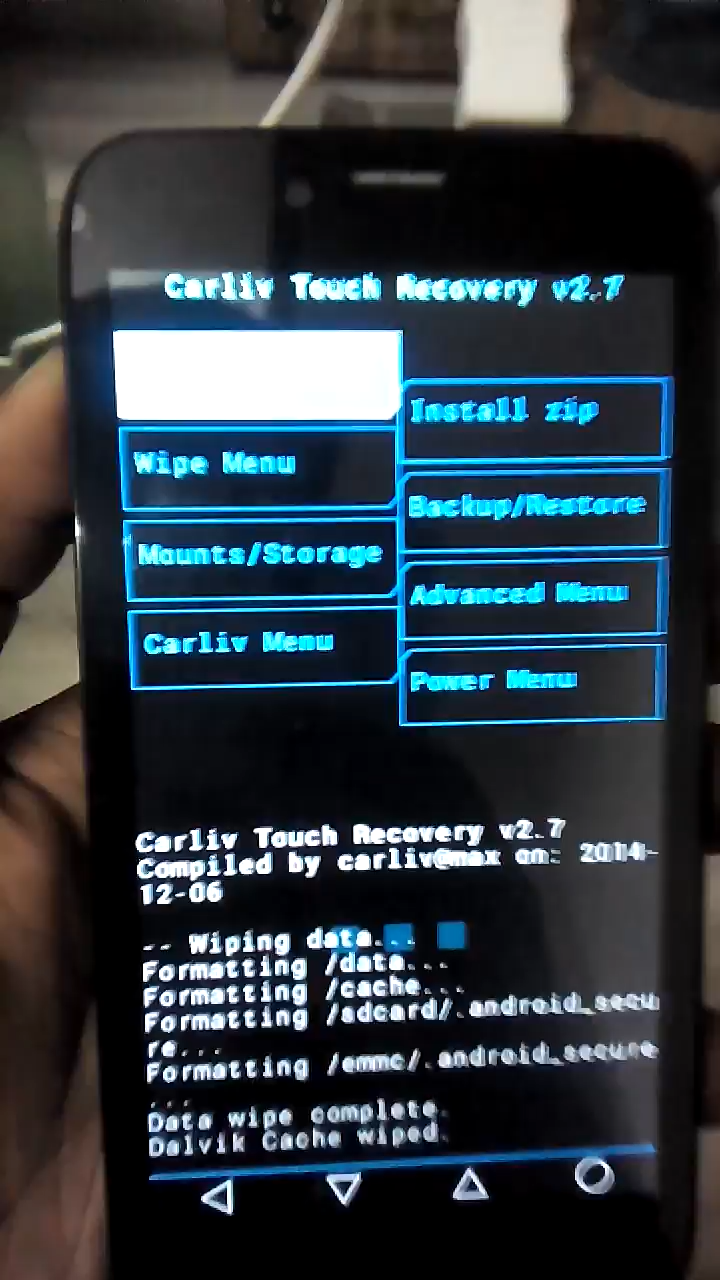 Carliv Touch Recovery v2.7
Install zip
Wipe Menu
Backup/Restore
Mounts/Storage
Advanced Menu
Carliv Menu
Power Menu
Carliv Touch Recovery v2.7
Compiled by carliv@max on: 2014-
12-06
-- Wiping data...
Formatting /data...
Formatting /cache...
Formatting /sdcard/.android_secu
re...
Formatting /emmc/.android_secure
...
Data wipe complete.
Dalvik Cache wiped.